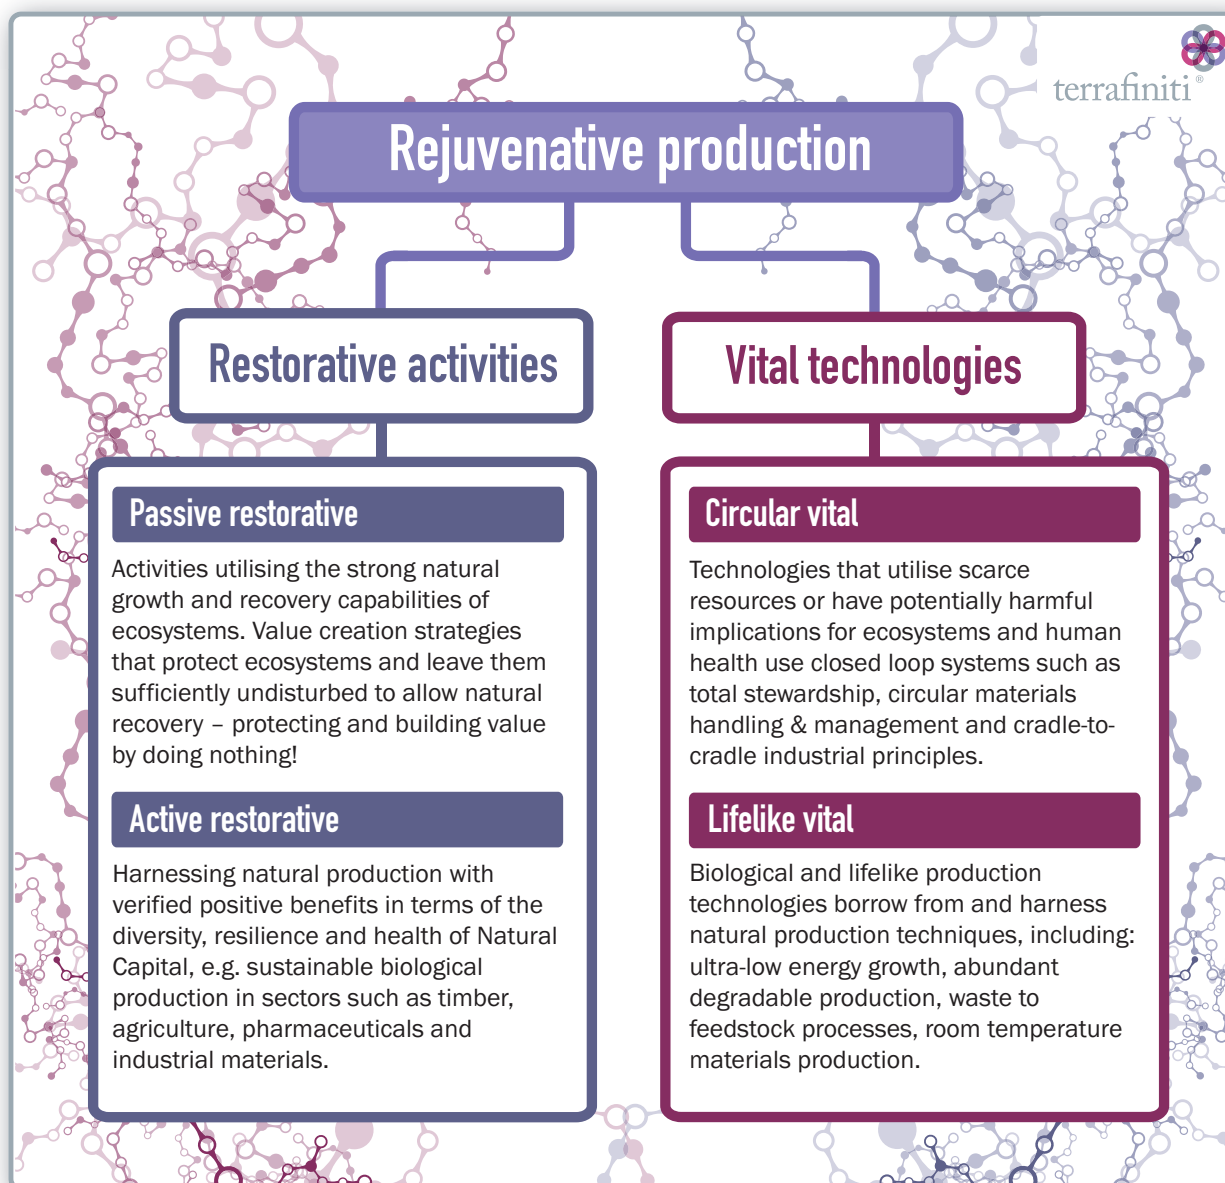 terrafiniti®
Rejuvenative production
Restorative activities
Passive restorative
Activities utilising the strong natural
growth and recovery capabilities of
ecosystems. Value creation strategies
that protect ecosystems and leave them
sufficiently undisturbed to allow natural
recovery – protecting and building value
by doing nothing!
Active restorative
Harnessing natural production with
verified positive benefits in terms of the
diversity, resilience and health of Natural
Capital, e.g. sustainable biological
production in sectors such as timber,
agriculture, pharmaceuticals and
industrial materials.
Vital technologies
Circular vital
Technologies that utilise scarce
resources or have potentially harmful
implications for ecosystems and human
health use closed loop systems such as
total stewardship, circular materials
handling & management and cradle-to-
cradle industrial principles.
Lifelike vital
Biological and lifelike production
technologies borrow from and harness
natural production techniques, including:
ultra-low energy growth, abundant
degradable production, waste to
feedstock processes, room temperature
materials production.